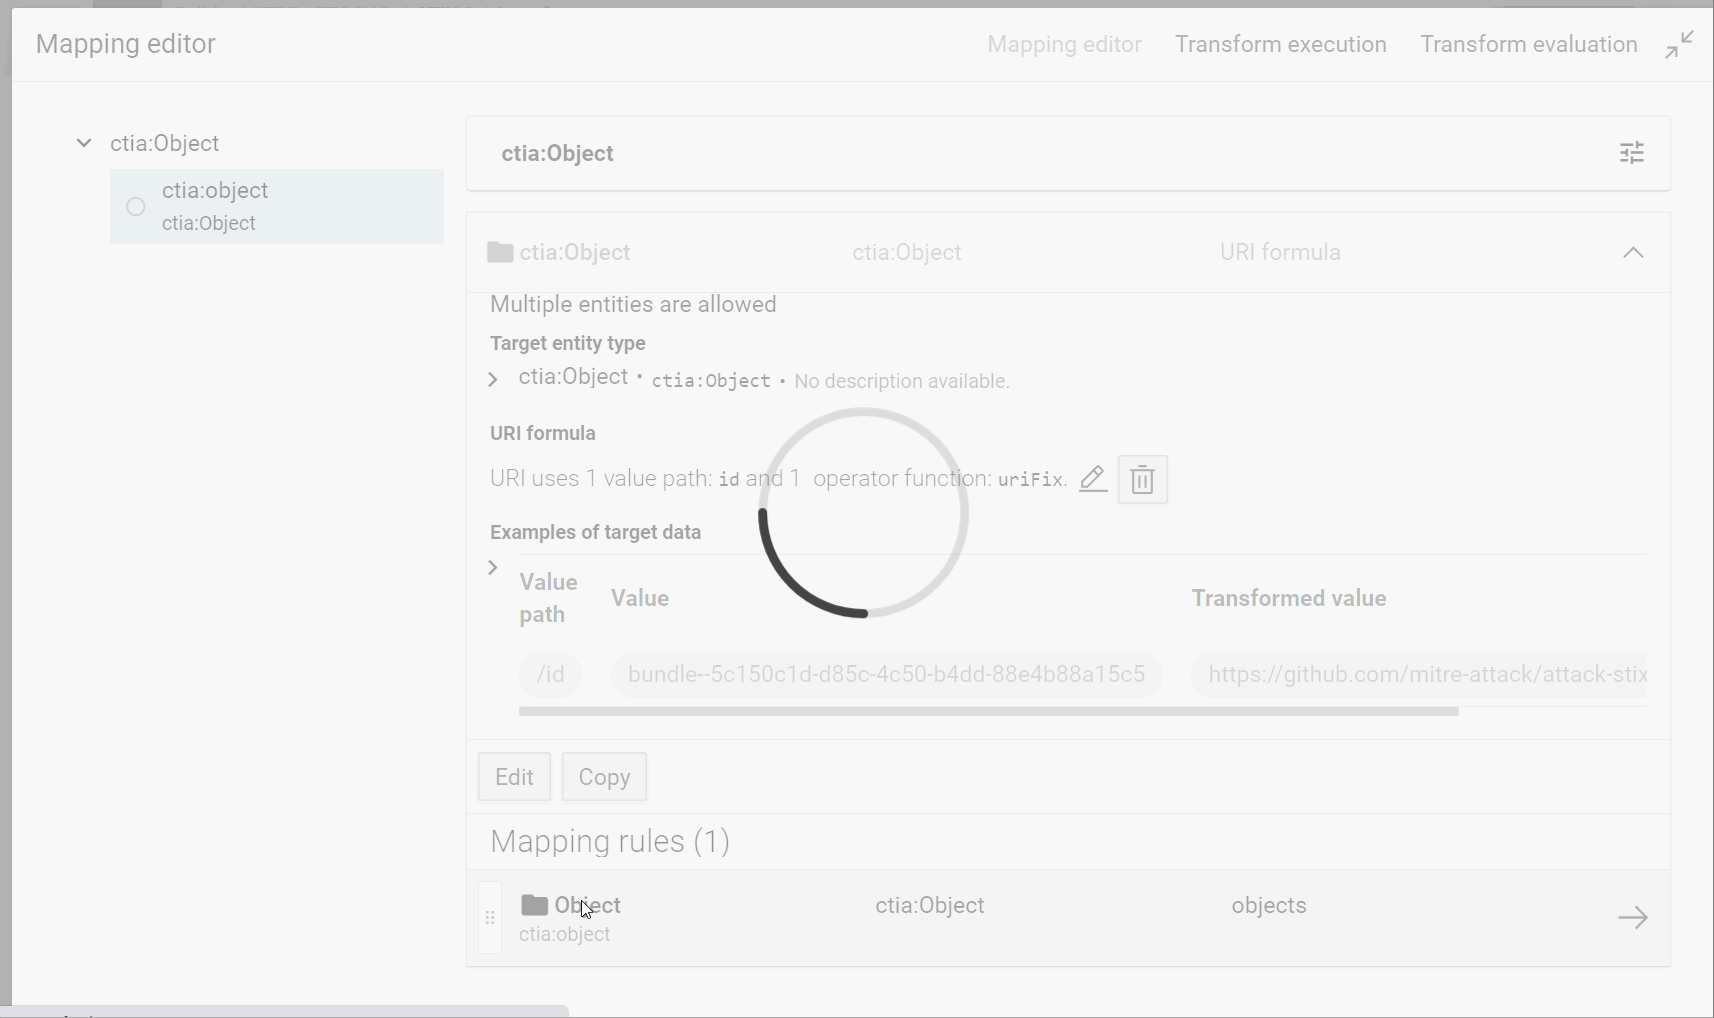 Mapping editor
Mapping editor Transform execution Transform evaluation
ctia:Object
ctia:object
ctia:Object
ctia:Object
ctia:Object ctia:Object URI formula
Multiple entities are allowed
Target entity type
ctia:Object • ctia:Object • No description available.
URI formula
URI uses 1 value path: id and 1 operator function: uriFix.
Examples of target data
Value path Value Transformed value
/id bundle--5c150c1d-d85c-4c50-b4dd-88e4b88a15c5 https://github.com/mitre-attack/attack-stix
Edit Copy
Mapping rules (1)
Object ctia:Object objects
ctia:object